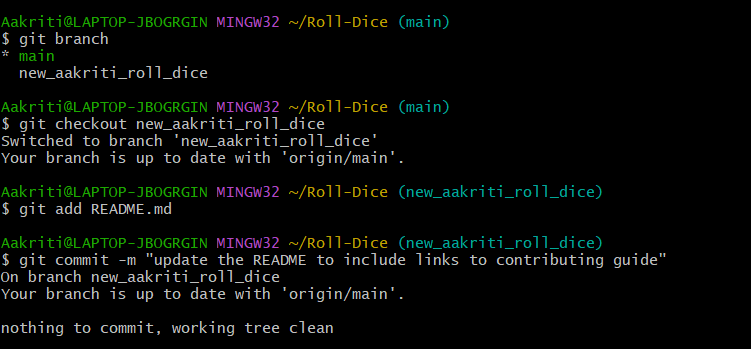 Aakriti@LAPTOP-JBOGRGIN MINGW32 ~/Roll-Dice (main)
$ git branch
* main
  new_aakriti_roll_dice

Aakriti@LAPTOP-JBOGRGIN MINGW32 ~/Roll-Dice (main)
$ git checkout new_aakriti_roll_dice
Switched to branch 'new_aakriti_roll_dice'
Your branch is up to date with 'origin/main'.

Aakriti@LAPTOP-JBOGRGIN MINGW32 ~/Roll-Dice (new_aakriti_roll_dice)
$ git add README.md

Aakriti@LAPTOP-JBOGRGIN MINGW32 ~/Roll-Dice (new_aakriti_roll_dice)
$ git commit -m "update the README to include links to contributing guide"
On branch new_aakriti_roll_dice
Your branch is up to date with 'origin/main'.

nothing to commit, working tree clean